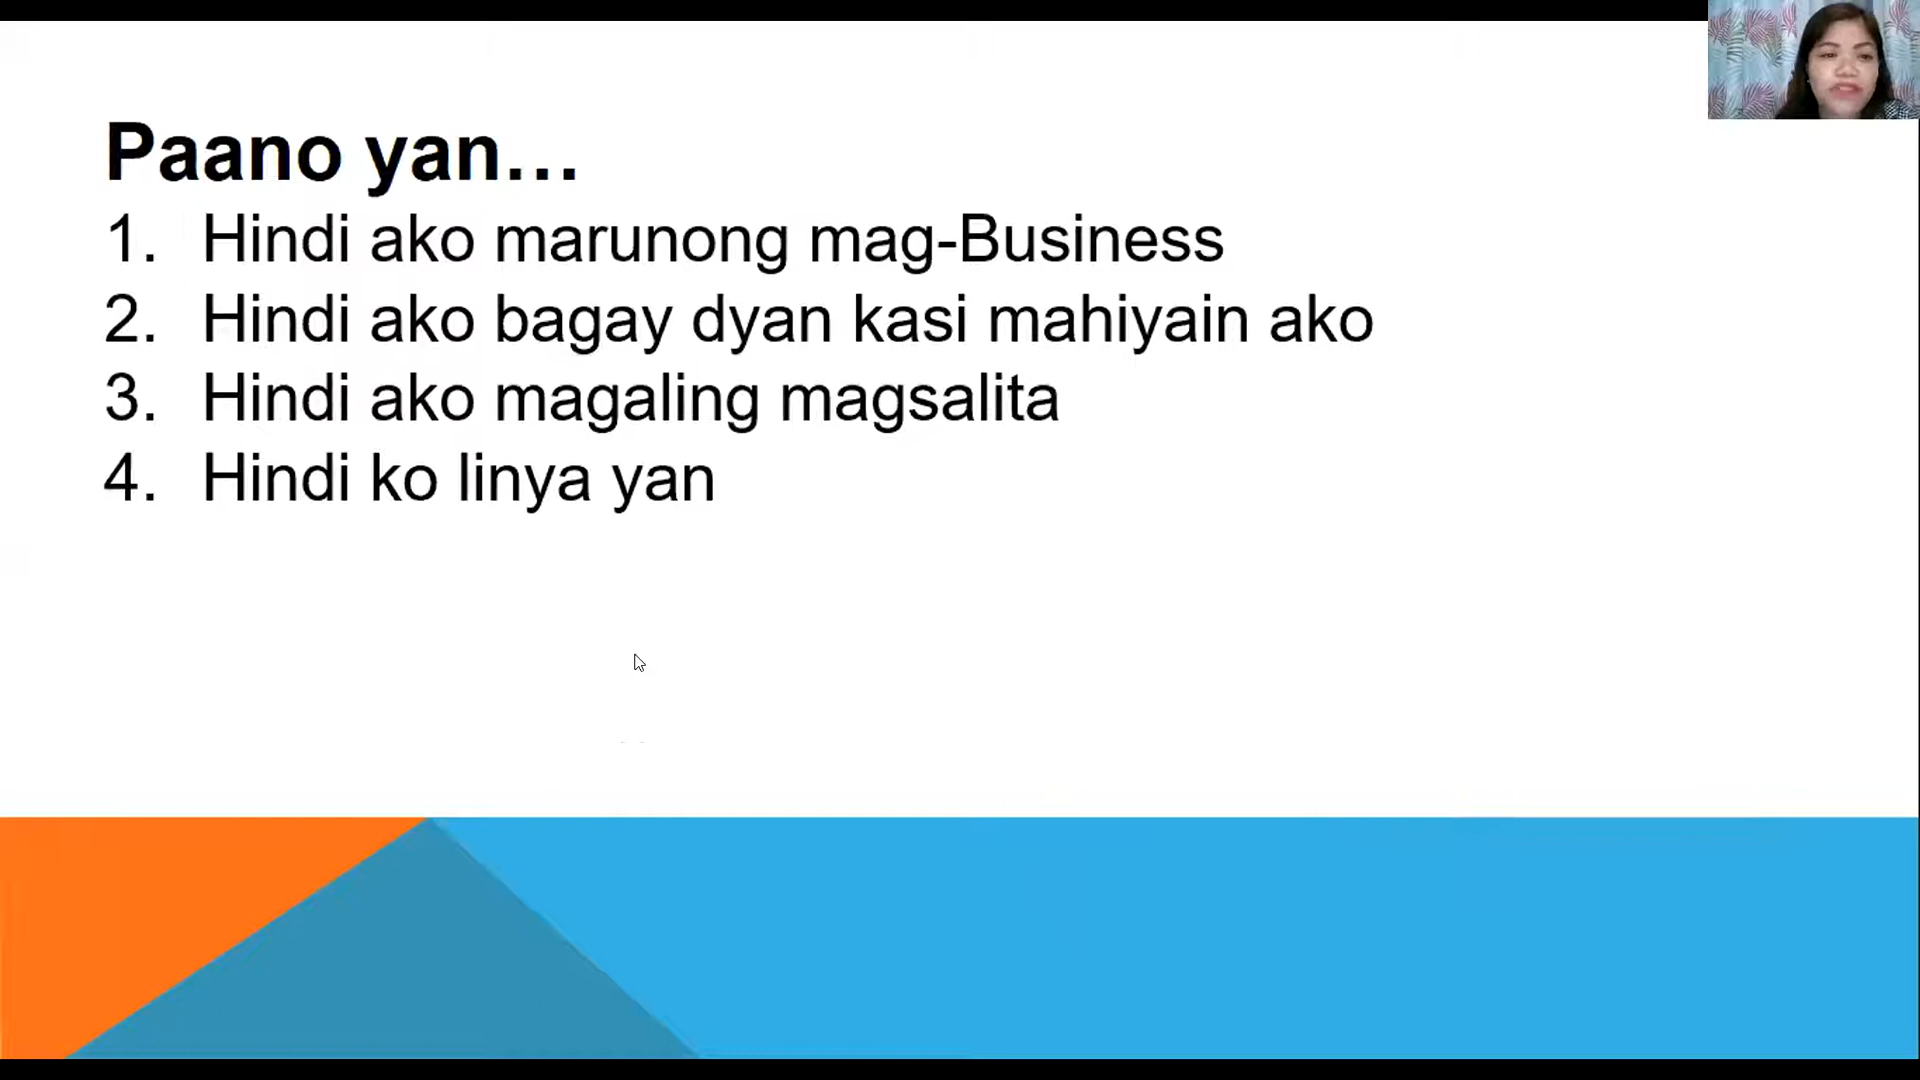 Paano yan…
1. Hindi ako marunong mag-Business
2. Hindi ako bagay dyan kasi mahiyain ako
3. Hindi ako magaling magsalita
4. Hindi ko linya yan